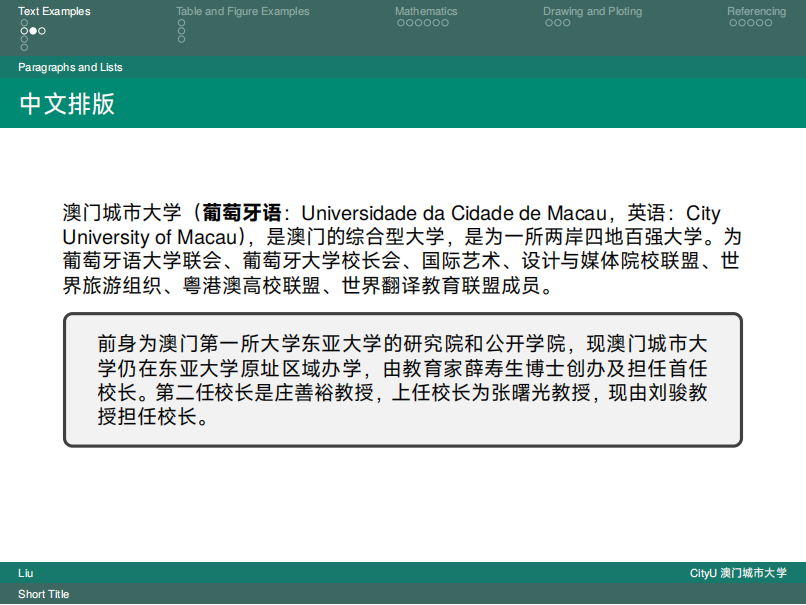 Text Examples
Table and Figure Examples
Mathematics
Drawing and Ploting
Referencing
Paragraphs and Lists
中文排版
澳门城市大学（葡萄牙语：Universidade da Cidade de Macau，英语：City
University of Macau），是澳门的综合型大学，是为一所两岸四地百强大学。为
葡萄牙语大学联会、葡萄牙大学校长会、国际艺术、设计与媒体院校联盟、世
界旅游组织、粤港澳高校联盟、世界翻译教育联盟成员。
前身为澳门第一所大学东亚大学的研究院和公开学院，现澳门城市大
学仍在东亚大学原址区域办学，由教育家薛寿生博士创办及担任首任
校长。第二任校长是庄善裕教授，上任校长为张曙光教授，现由刘骏教
授担任校长。
Liu
CityU 澳门城市大学
Short Title